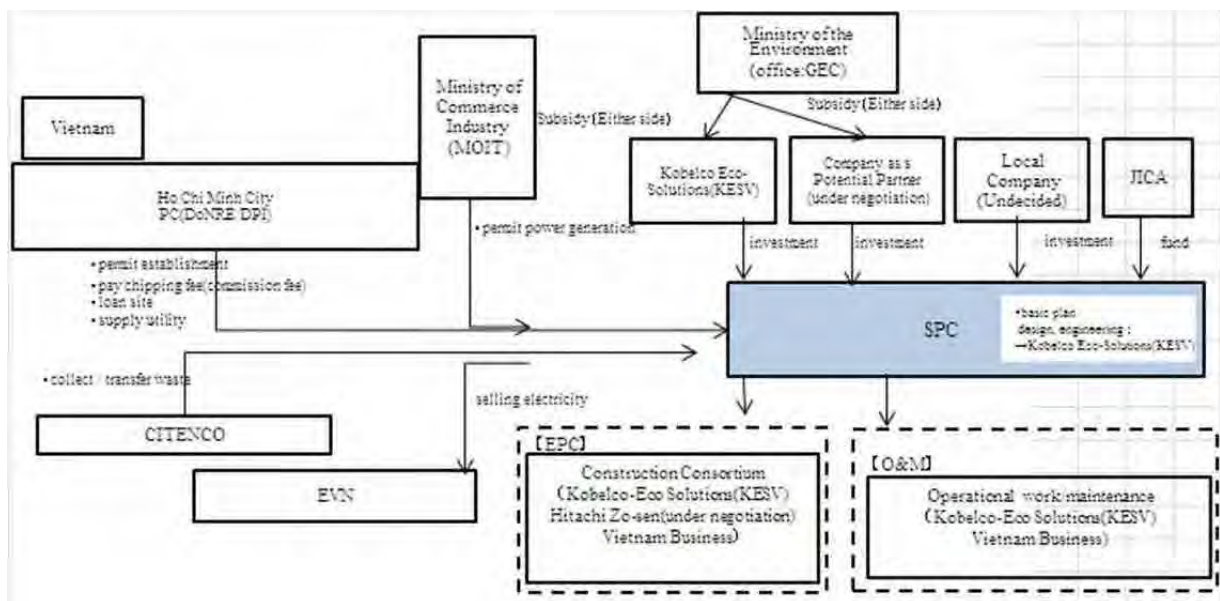 Ministry of the
Environment
(office:GEC)
Ministry of
Commerce
Industry
(MOIT)
Subsidy(Either side)
Subsidy(Either side)
Vietnam
Ho Chi Minh City
PC(DoNRE DPI)
Kobelco Eco-
Solutions(KESV)
Company as s
Potential Partner
(under negotiation)
Local
Company
(Undecided)
JICA
• permit power generation
investment
investment
investment
fund
• permit establishment
• pay chipping fee(commission fee)
• loan site
• supply utility
SPC
•basic plan
design, engineering :
→Kobelco Eco-Solutions(KESV)
• collect / transfer waste
selling electricity
CITENCO
EVN
【EPC】
Construction Consortium
(Kobelco-Eco Solutions(KESV)
Hitachi Zo-sen(under negotiation)
Vietnam Business)
【O&M】
Operational work/maintenance
(Kobelco-Eco Solutions(KESV)
Vietnam Business)